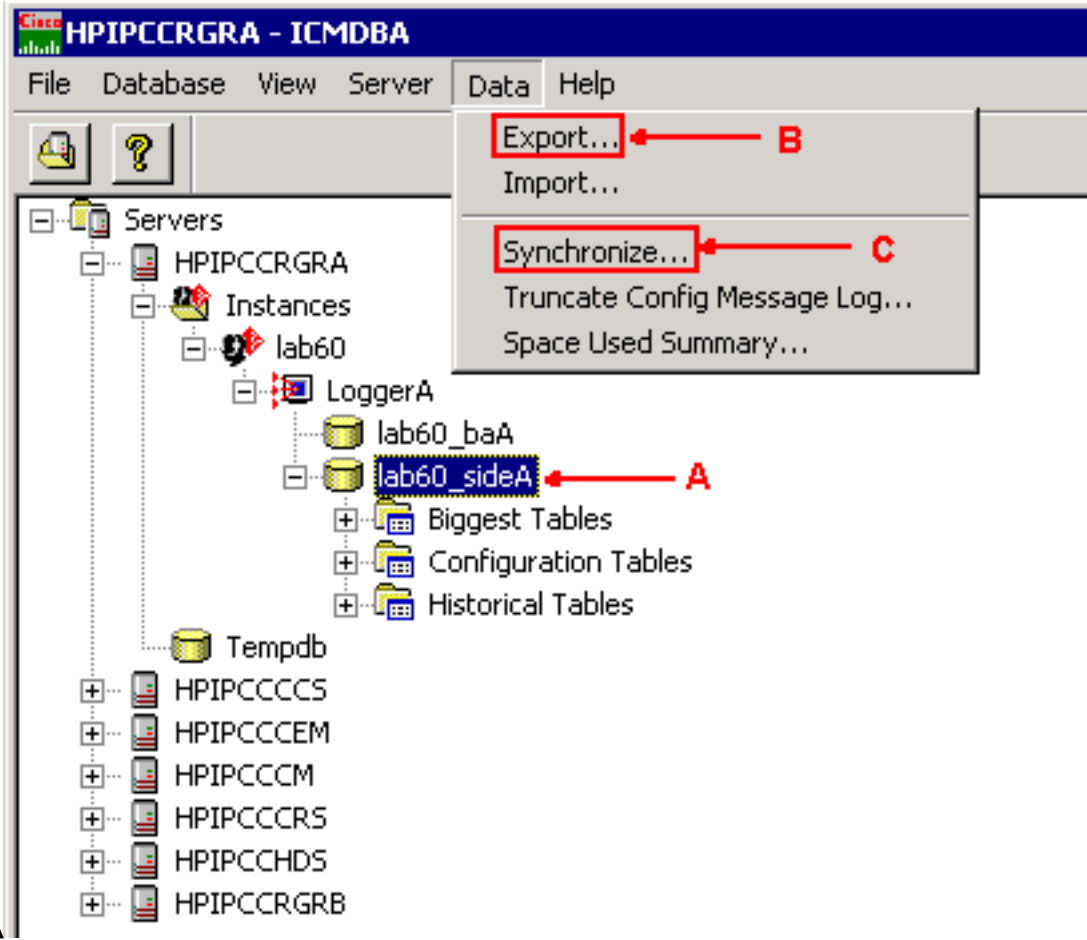 Cisco
HPIPCCRGRA - ICMDBA
File Database View Server Data Help
Export... B
Import...
Synchronize... C
Truncate Config Message Log...
Space Used Summary...
Servers
HPIPCCRGRA
Instances
lab60
LoggerA
lab60_baA
lab60_sideA A
Biggest Tables
Configuration Tables
Historical Tables
Tempdb
HPIPCCCCS
HPIPCCCEM
HPIPCCCM
HPIPCCCRS
HPIPCCHDS
HPIPCCRGRB